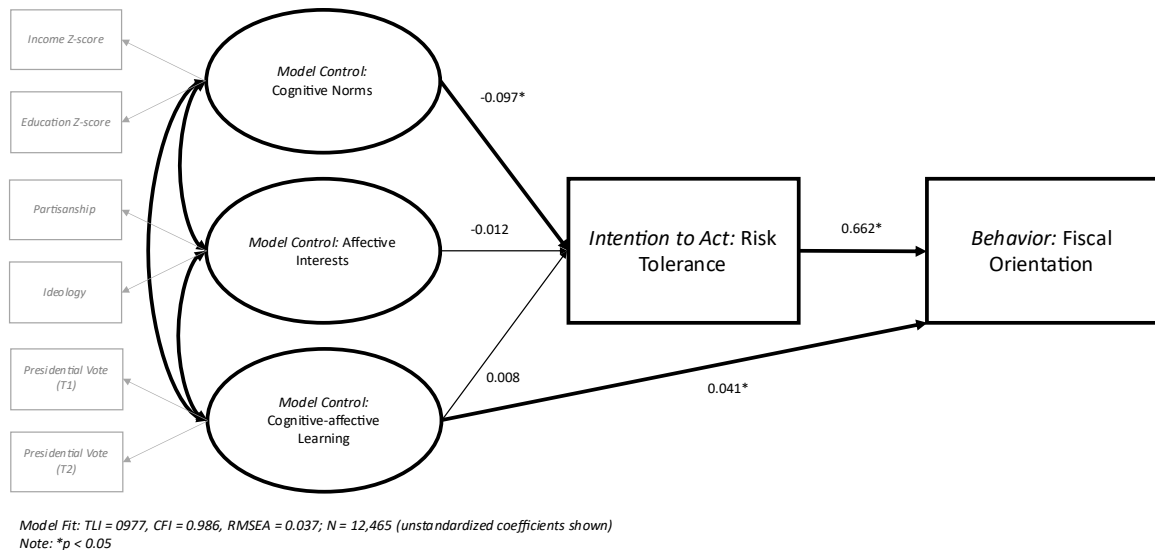 Income Z-score
Education Z-score
Partisanship
Ideology
Presidential Vote
(T1)
Presidential Vote
(T2)
Model Control:
Cognitive Norms
Model Control: Affective
Interests
Model Control:
Cognitive-affective
Learning
-0.097*
-0.012
0.008
0.041*
Intention to Act: Risk
Tolerance
0.662*
Behavior: Fiscal
Orientation
Model Fit: TLI = 0977, CFI = 0.986, RMSEA = 0.037; N = 12,465 (unstandardized coefficients shown)
Note: *p < 0.05